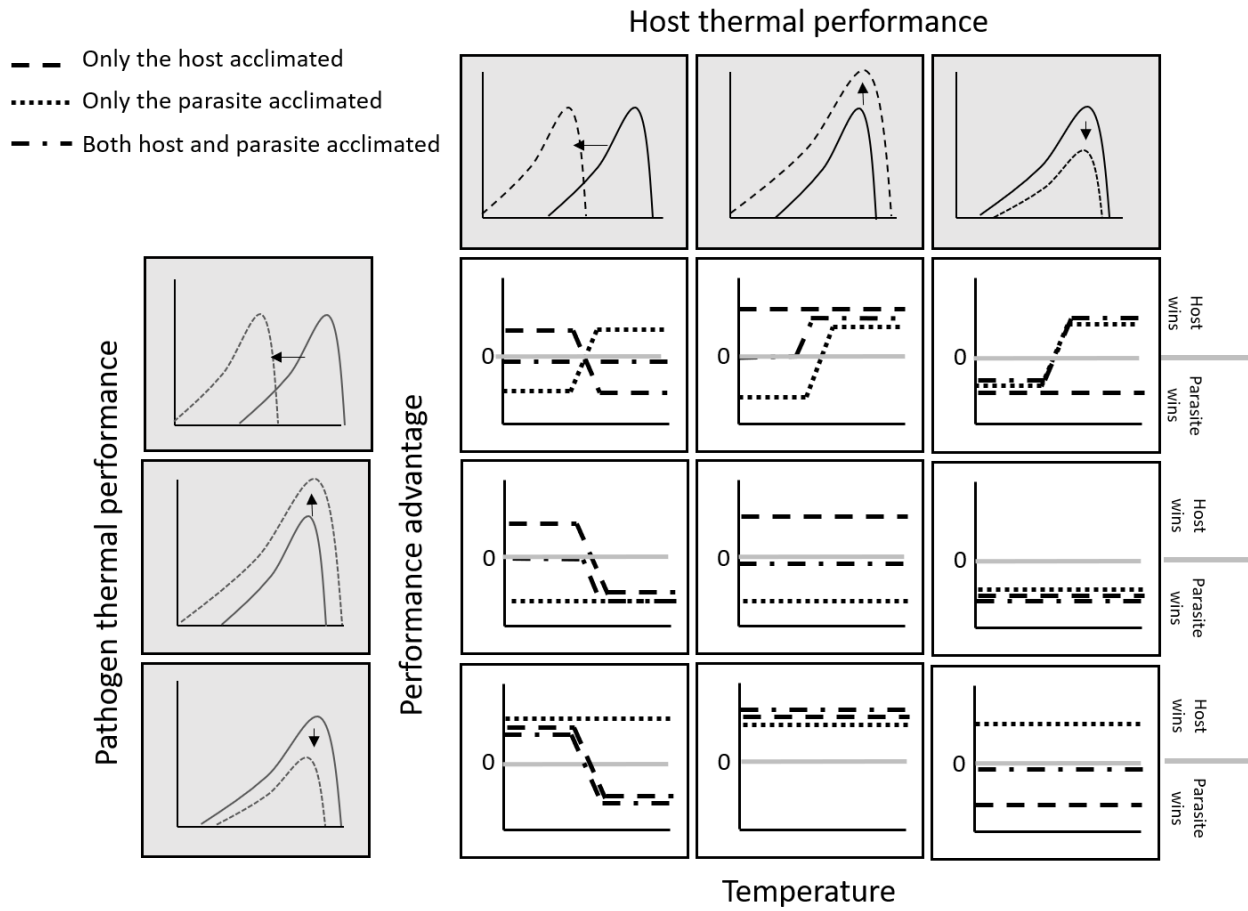 Host thermal performance
Only the host acclimated
Only the parasite acclimated
Both host and parasite acclimated
Pathogen thermal performance
Performance advantage
0
0
0
Host
wins
Parasite
wins
0
0
0
Host
wins
Parasite
wins
0
0
0
Host
wins
Parasite
wins
Temperature